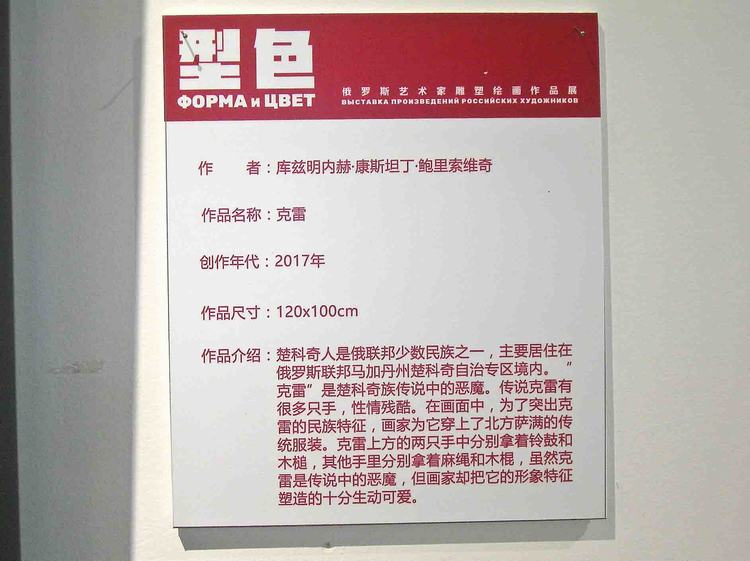 型色
ФОРМА и ЦВЕТ
俄罗斯艺术家雕塑绘画作品展
ВЫСТАВКА ПРОИЗВЕДЕНИЙ РОССИЙСКИХ ХУДОЖНИКОВ
作 者：库兹明内赫·康斯坦丁·鲍里索维奇
作品名称：克雷
创作年代：2017年
作品尺寸：120x100cm
作品介绍：楚科奇人是俄联邦少数民族之一，主要居住在
俄罗斯联邦马加丹州楚科奇自治专区境内。“
克雷”是楚科奇族传说中的恶魔。传说克雷有
很多只手，性情残酷。在画面中，为了突出克
雷的民族特征，画家为它穿上了北方萨满的传
统服装。克雷上方的两只手中分别拿着铃鼓和
木槌，其他手里分别拿着麻绳和木棍，虽然克
雷是传说中的恶魔，但画家却把它的形象特征
塑造的十分生动可爱。